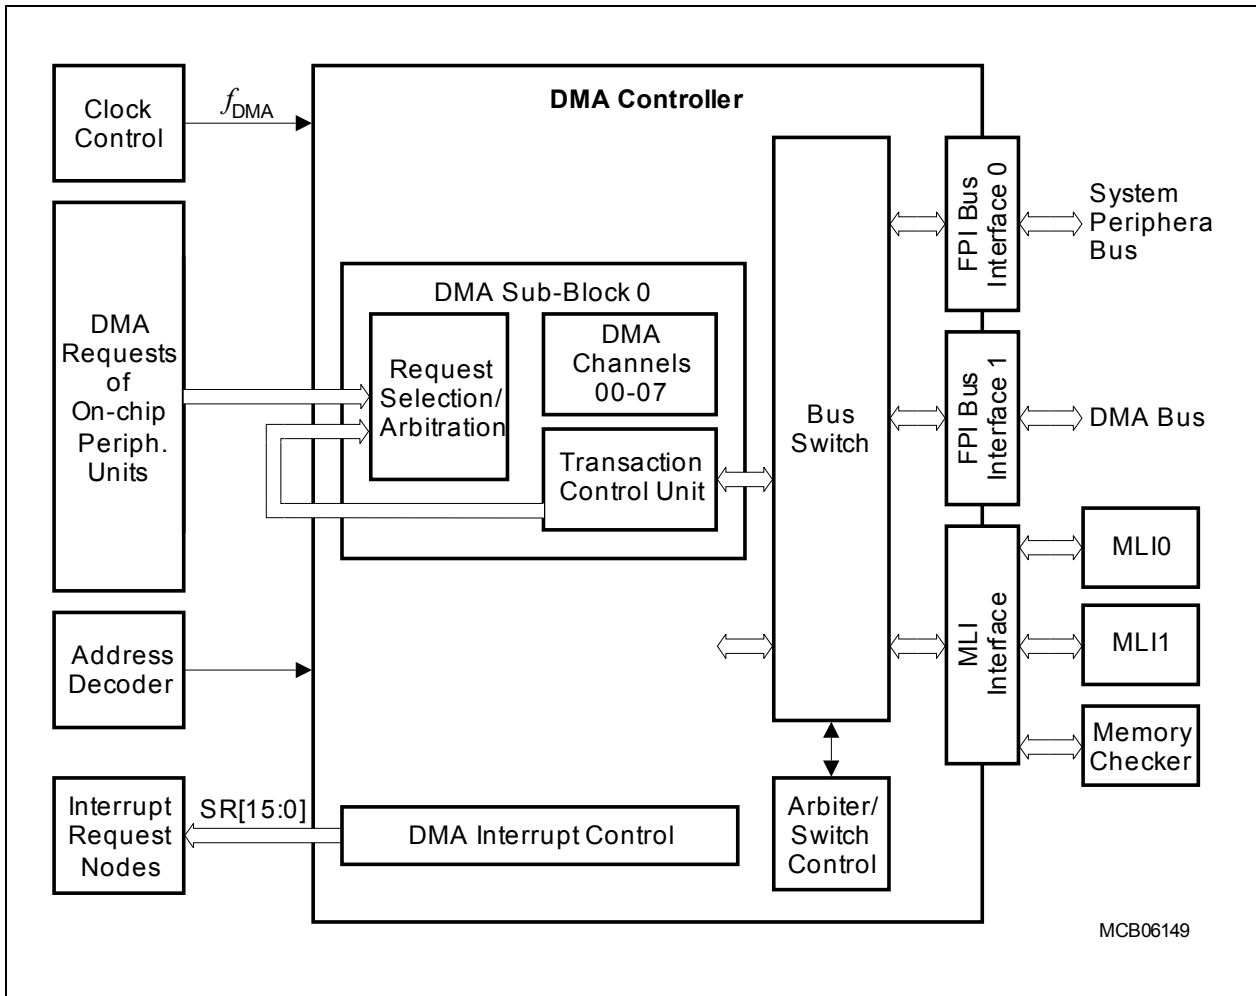 Clock
Control
fDMA
DMA Controller
FPI Bus
Interface 0
System
Periphera
Bus
DMA
Requests
of
On-chip
Periph.
Units
DMA Sub-Block 0
Request
Selection/
Arbitration
DMA
Channels
00-07
Transaction
Control Unit
Bus
Switch
FPI Bus
Interface 1
DMA Bus
MLI
Interface
MLI0
MLI1
Memory
Checker
Address
Decoder
Interrupt
Request
Nodes
SR[15:0]
DMA Interrupt Control
Arbiter/
Switch
Control
MCB06149